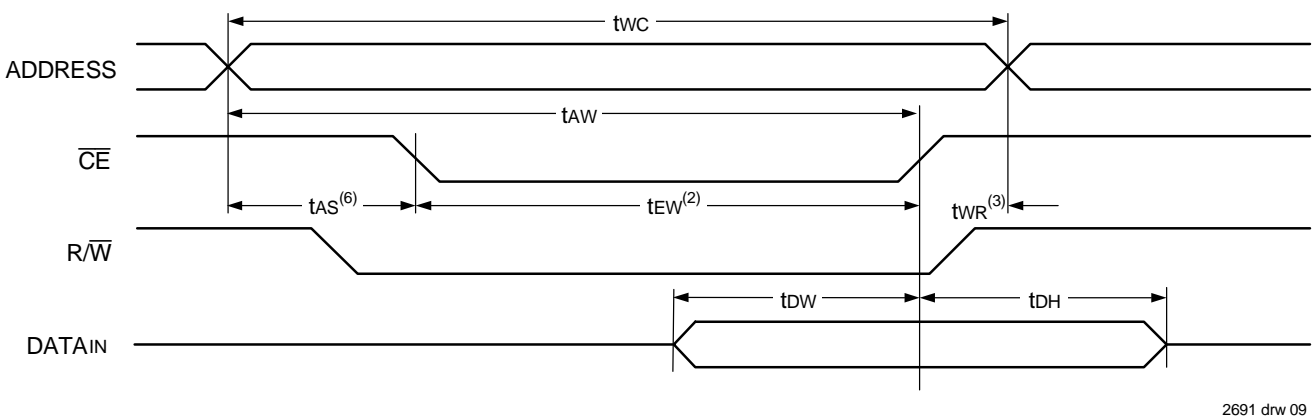 tWC
ADDRESS
tAW
CE
tAS(6) tEW(2) tWR(3)
R/W
tDW tDH
DATAIN
2691 drw 09